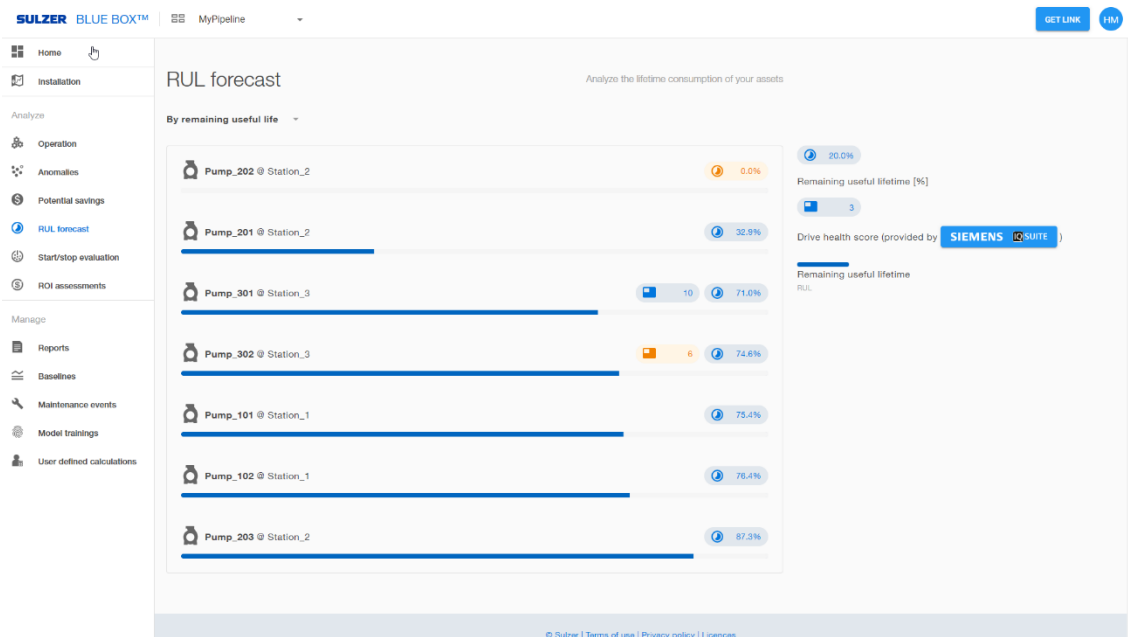 SULZER BLUE BOX™ MyPipeline GET LINK HM
Home
Installation
Analyze
Operation
Anomalies
Potential savings
RUL forecast
Start/stop evaluation
ROI assessments
Manage
Reports
Baselines
Maintenance events
Model trainings
User defined calculations
RUL forecast
Analyze the lifetime consumption of your assets
By remaining useful life
Pump_202 @ Station_2 0.0%
Pump_201 @ Station_2 32.9%
Pump_301 @ Station_3 10 71.0%
Pump_302 @ Station_3 6 74.6%
Pump_101 @ Station_1 75.4%
Pump_102 @ Station_1 76.4%
Pump_203 @ Station_2 87.3%
20.0%
Remaining useful lifetime [%]
3
Drive health score (provided by SIEMENS IQ SUITE )
Remaining useful lifetime
RUL
© Sulzer | Terms of use | Privacy policy | Licences